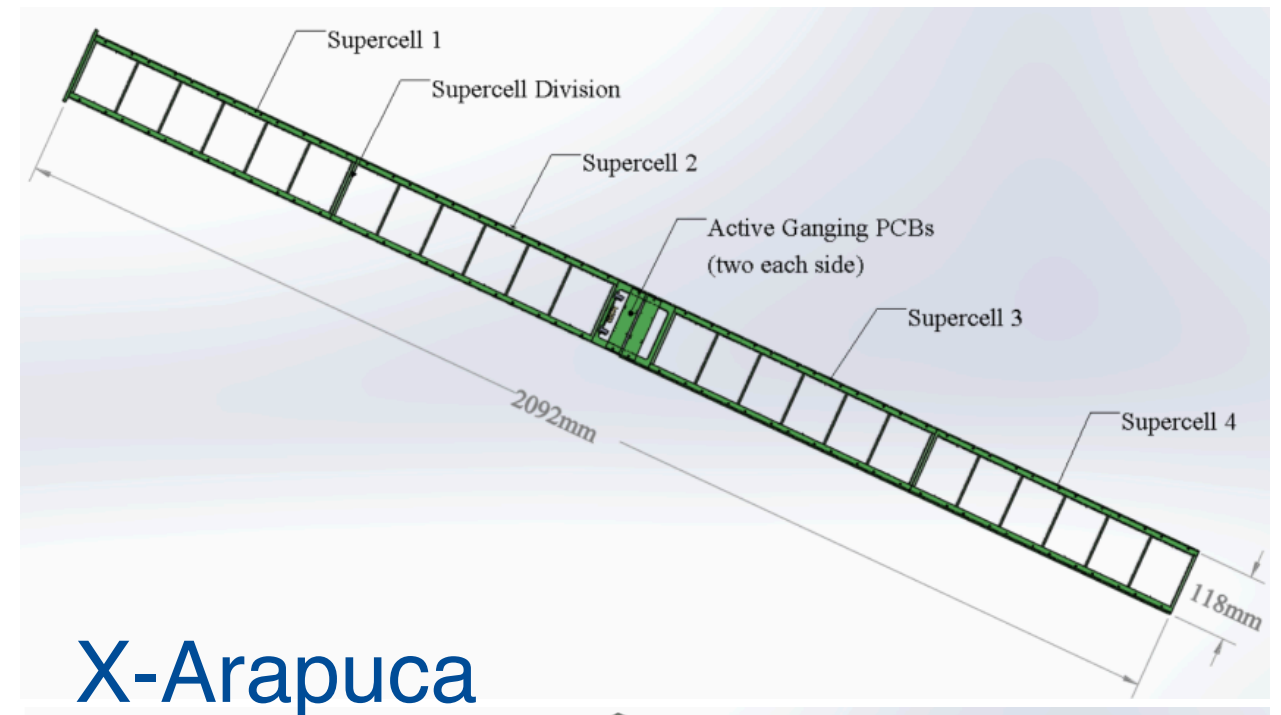 Supercell 1
Supercell Division
Supercell 2
Active Ganging PCBs
(two each side)
Supercell 3
2092mm
Supercell 4
118mm
X-Arapuca